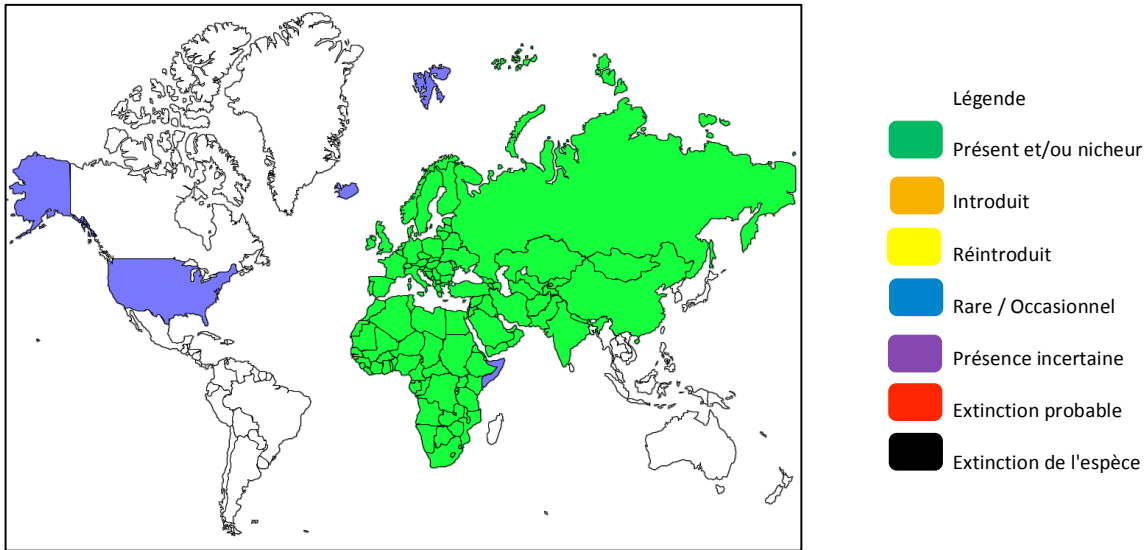 Légende
Présent et/ou nicheur
Introduit
Réintroduit
Rare / Occasionnel
Présence incertaine
Extinction probable
Extinction de l'espèce